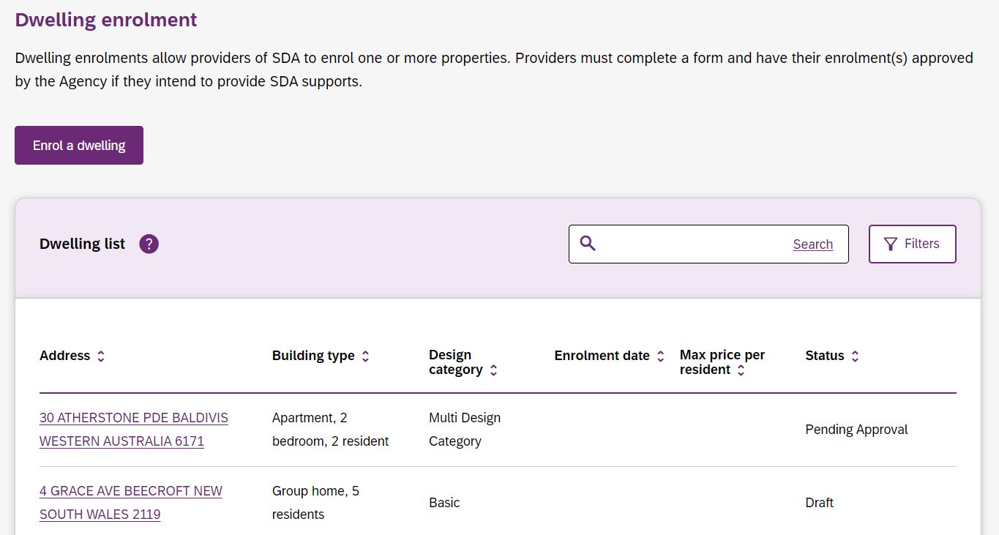 Dwelling enrolment
Dwelling enrolments allow providers of SDA to enrol one or more properties. Providers must complete a form and have their enrolment(s) approved
by the Agency if they intend to provide SDA supports.
Enrol a dwelling
Dwelling list ?
Search
Filters
Address
Building type
Design
category
Enrolment date
Max price per
resident
Status
30 ATHERSTONE PDE BALDIVIS
WESTERN AUSTRALIA 6171
Apartment, 2
bedroom, 2 resident
Multi Design
Category
Pending Approval
4 GRACE AVE BEECROFT NEW
SOUTH WALES 2119
Group home, 5
residents
Basic
Draft